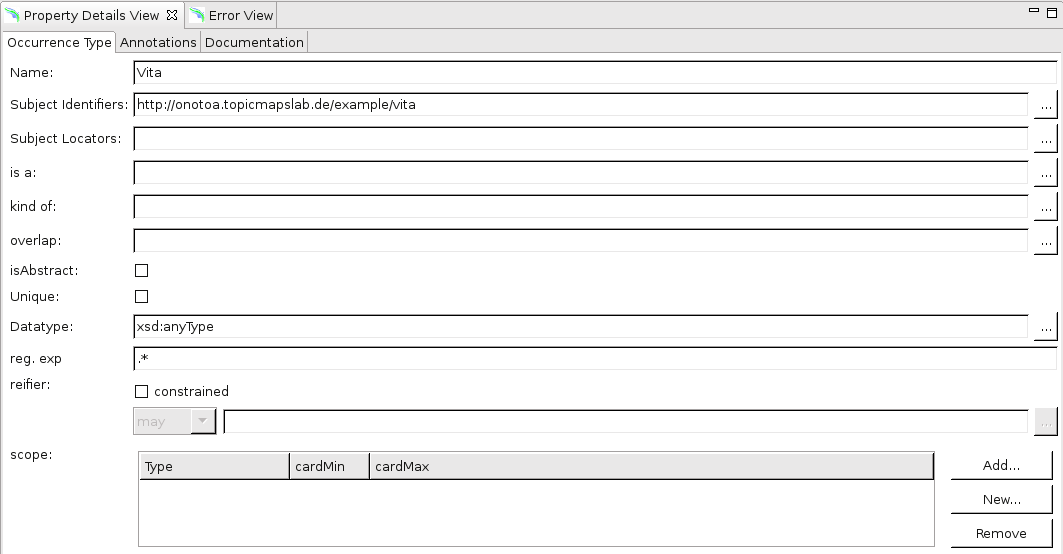 Property Details View Error View
Occurrence Type Annotations Documentation
Name: Vita
Subject Identifiers: http://onotoa.topicmapslab.de/example/vita ...
Subject Locators: ...
is a: ...
kind of: ...
overlap: ...
isAbstract:
Unique:
Datatype: xsd:anyType ...
reg. exp .*
reifier: constrained
may ...
scope: Type cardMin cardMax Add...
New...
Remove